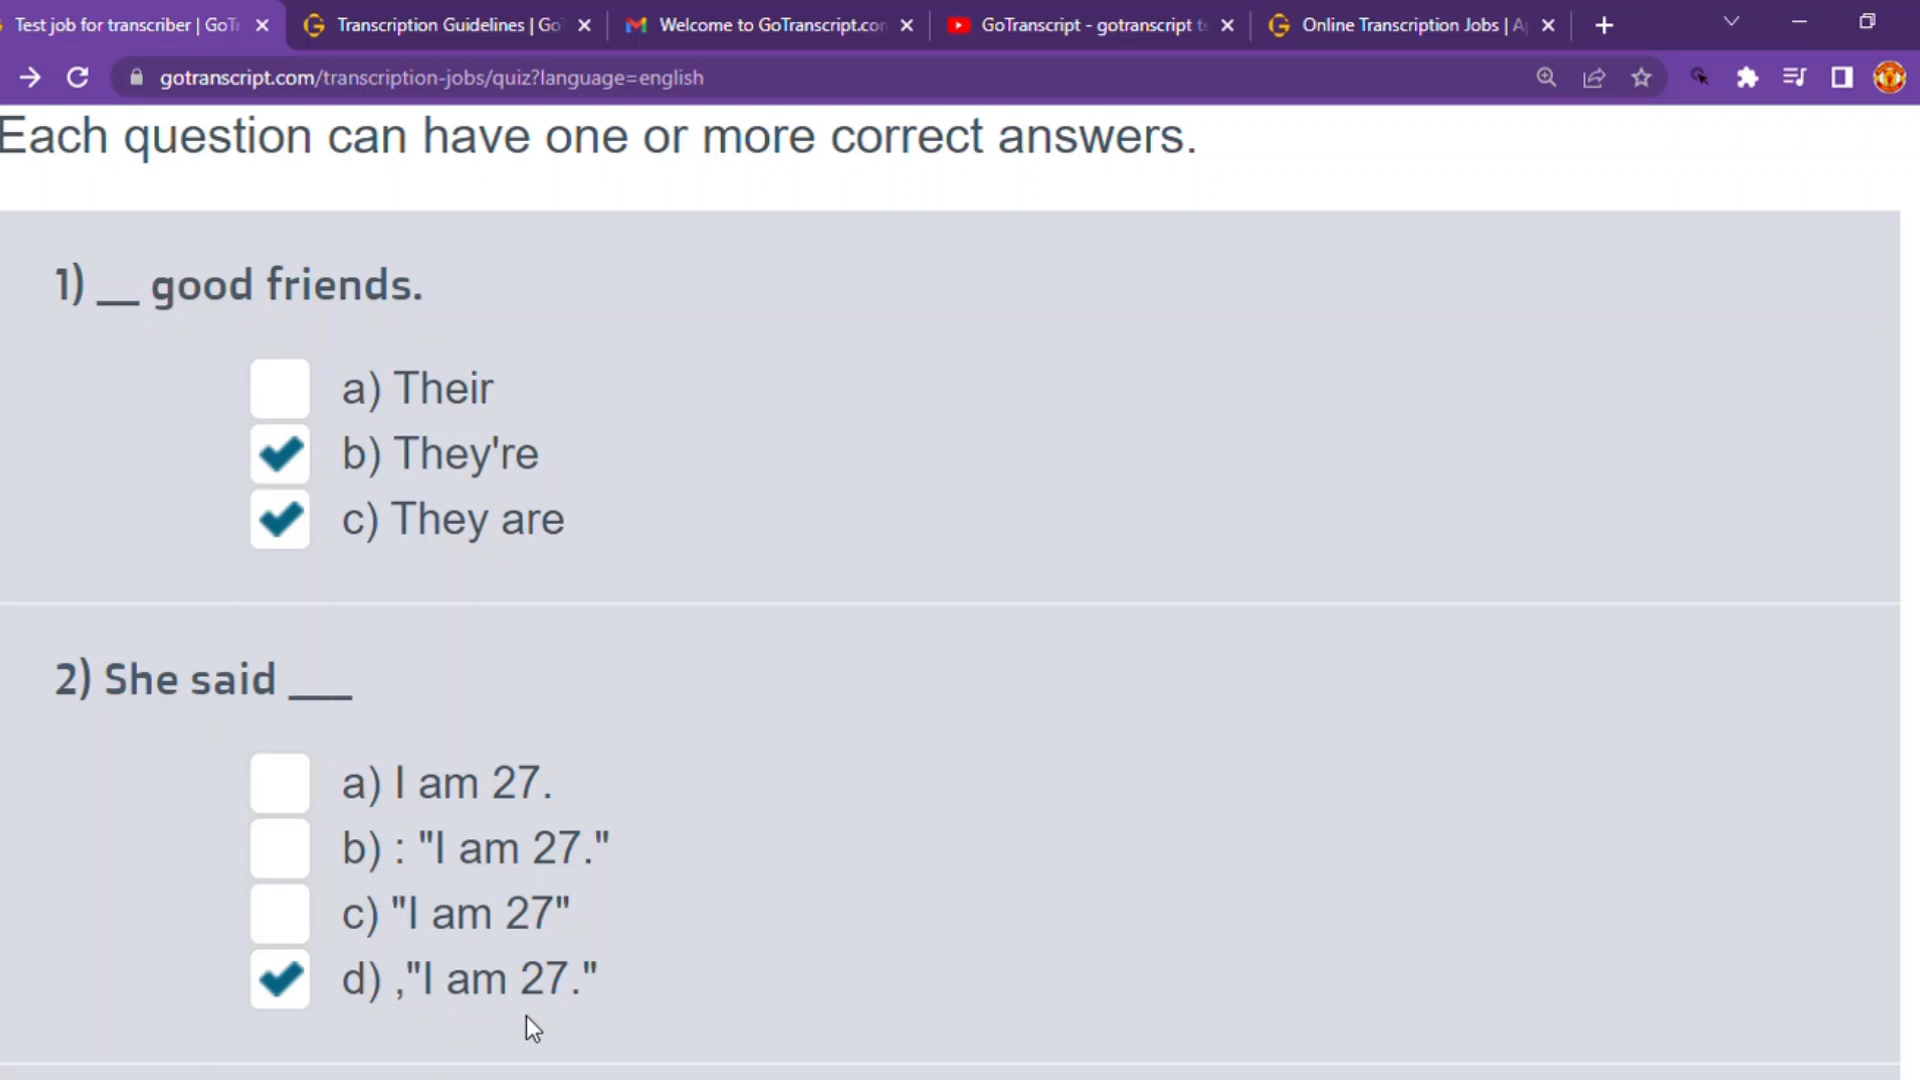 Test job for transcriber | GoTr
Transcription Guidelines | Go
Welcome to GoTranscript.con
GoTranscript - gotranscript t
Online Transcription Jobs | A
gotranscript.com/transcription-jobs/quiz?language=english
Each question can have one or more correct answers.
1) __ good friends.
a) Their
b) They're
c) They are
2) She said ___
a) I am 27.
b) : "I am 27."
c) "I am 27"
d) ,"I am 27."